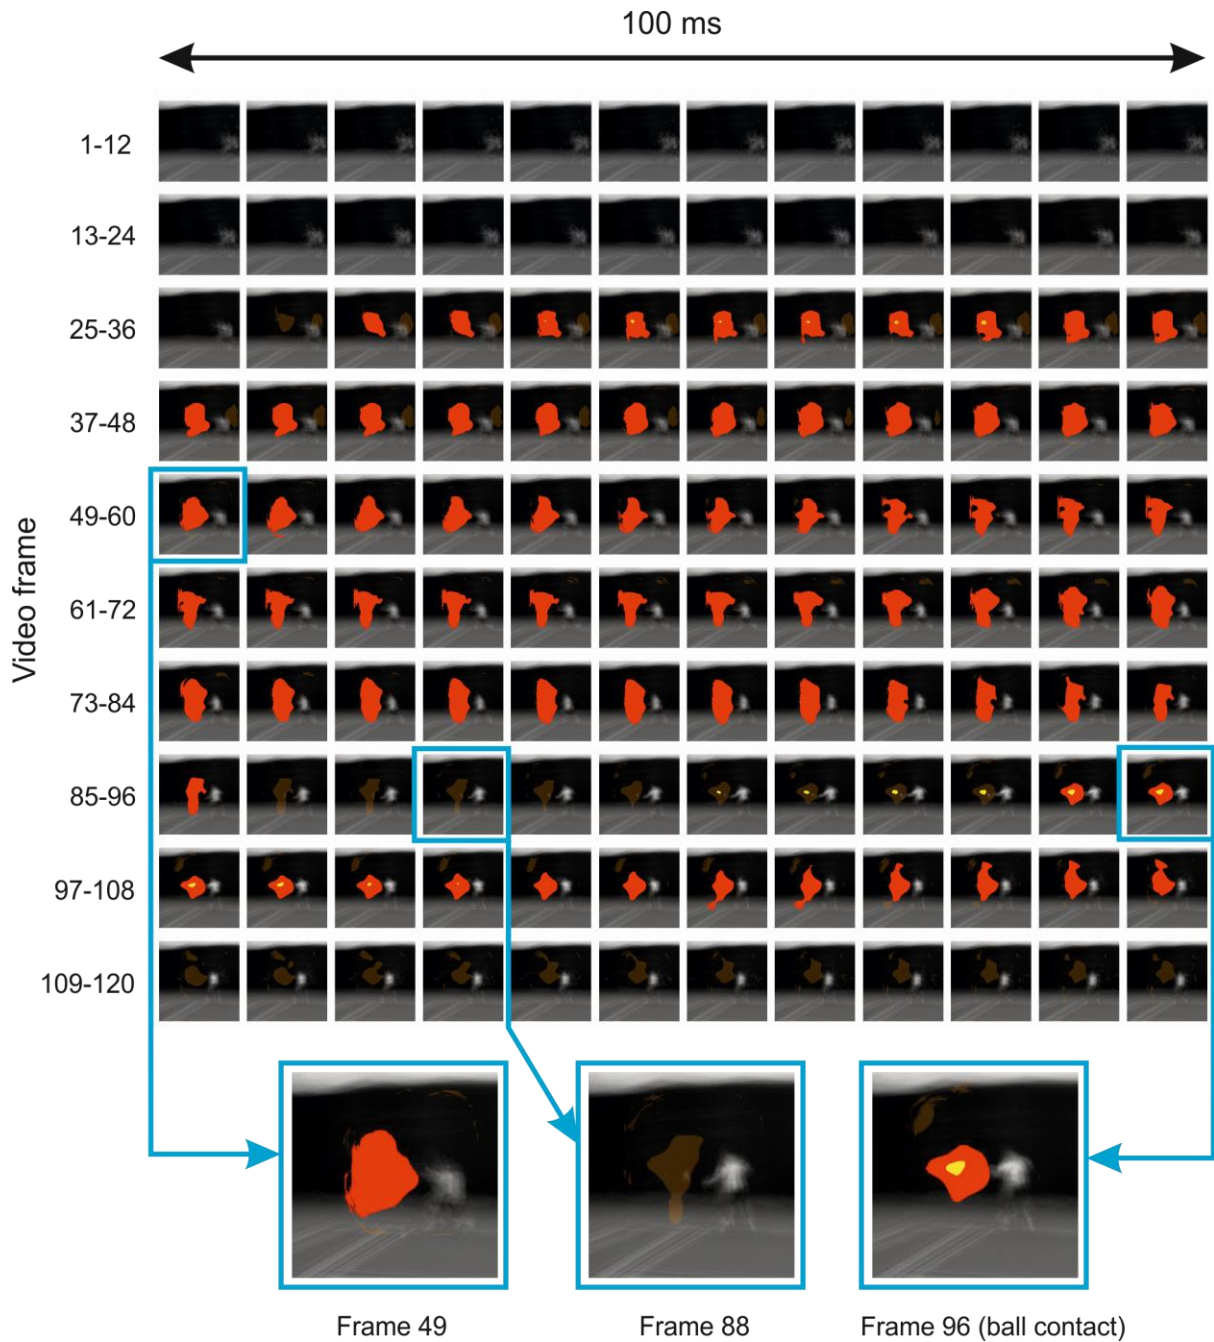 100 ms
Video frame
1-12
13-24
25-36
37-48
49-60
61-72
73-84
85-96
97-108
109-120
Frame 49
Frame 88
Frame 96 (ball contact)